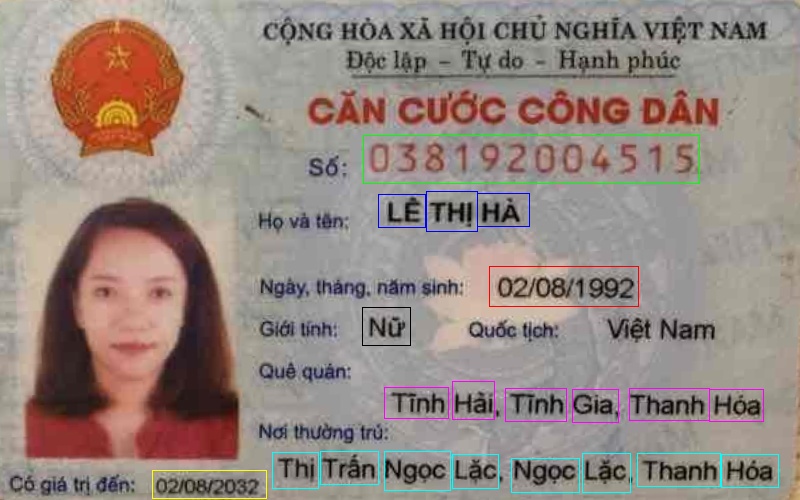 CỘNG HÒA XÃ HỘI CHỦ NGHĨA VIỆT NAM
Độc lập - Tự do - Hạnh phúc
CĂN CƯỚC CÔNG DÂN
Số: 038192004515
Họ và tên: LÊ THỊ HÀ
Ngày, tháng, năm sinh: 02/08/1992
Giới tính: Nữ Quốc tịch: Việt Nam
Quê quán:
Tĩnh Hải, Tĩnh Gia, Thanh Hóa
Nơi thường trú:
Thị Trấn Ngọc Lặc, Ngọc Lặc, Thanh Hóa
Có giá trị đến: 02/08/2032